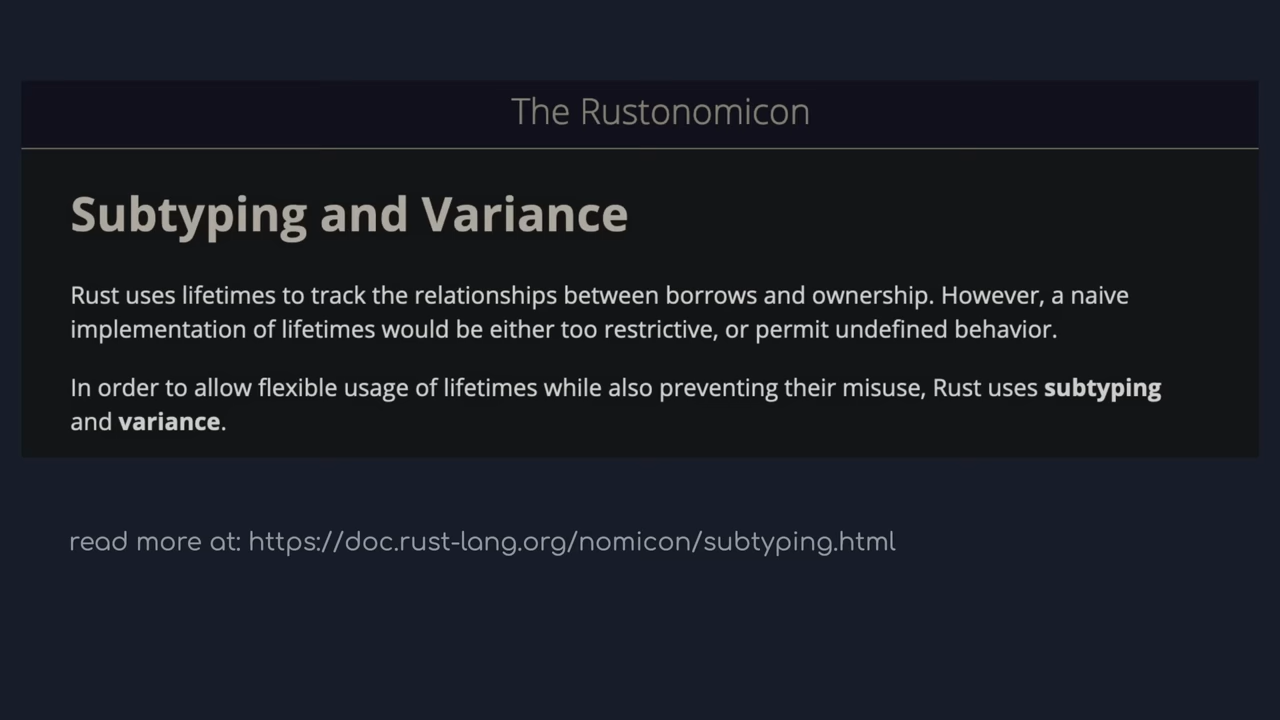 The Rustonomicon
Subtyping and Variance
Rust uses lifetimes to track the relationships between borrows and ownership. However, a naive
implementation of lifetimes would be either too restrictive, or permit undefined behavior.
In order to allow flexible usage of lifetimes while also preventing their misuse, Rust uses subtyping
and variance.
read more at: https://doc.rust-lang.org/nomicon/subtyping.html